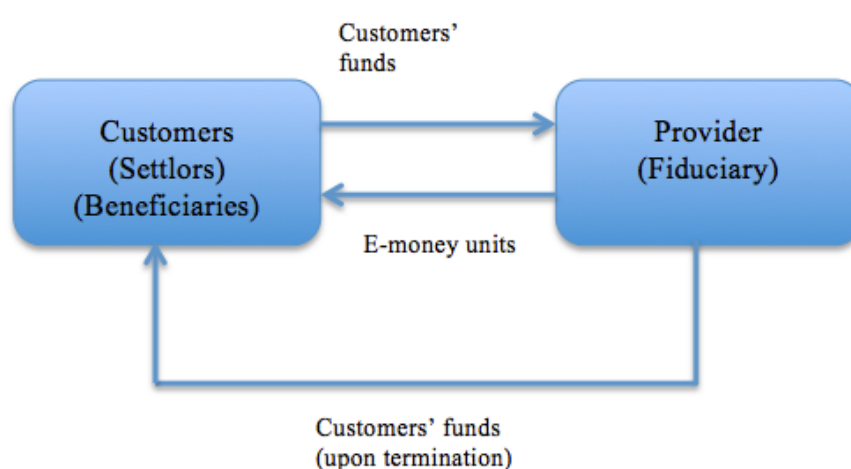 Customers’
funds
Customers
(Settlors)
(Beneficiaries)
Provider
(Fiduciary)
E-money units
Customers’ funds
(upon termination)